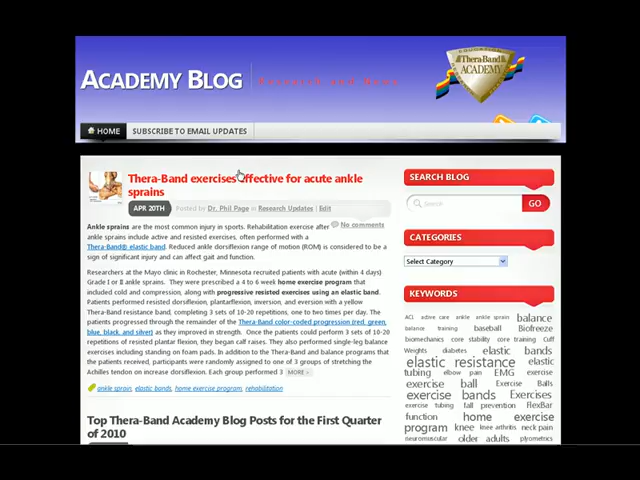 ACADEMY BLOG
Research and News
Thera-Band
ACADEMY
HOME
SUBSCRIBE TO EMAIL UPDATES
Thera-Band exercises effective for acute ankle
sprains
APR 20TH
Posted by Dr. Phil Page in Research Updates | Edit
No comments
Ankle sprains are the most common injury in sports. Rehabilitation exercise after
ankle sprains include active and resisted exercises, often performed with a
Thera-Band® elastic band. Reduced ankle dorsiflexion range of motion (ROM) is considered to be a
sign of significant injury and can affect gait and function.
Researchers at the Mayo clinic in Rochester, Minnesota recruited patients with acute (within 4 days)
Grade I or II ankle sprains. They were prescribed a 4 to 6 week home exercise program that
included cold and compression, along with progressive resisted exercises using an elastic band.
Patients performed resisted dorsiflexion, plantarflexion, inversion, and eversion with a yellow
Thera-Band resistance band, completing 3 sets of 10-20 repetitions, one to two times per day. The
patients progressed through the remainder of the Thera-Band color-coded progression (red, green,
blue, black, and silver) as they improved in strength. Once the patients could perform 3 sets of
10-20 repetitions of resisted plantar flexion, they began calf raises. They also performed single-leg balance
exercises including standing on foam pads. In addition to the Thera-Band and balance programs
that the patients received, participants were randomly assigned to one of 3 groups of stretching the
Achilles tendon to increase dorsiflexion. Each group performed 3 MORE
ankle sprain, elastic bands, home exercise program, rehabilitation
Top Thera-Band Academy Blog Posts for the First Quarter
of 2010
SEARCH BLOG
Search
GO
CATEGORIES
Select Category
KEYWORDS
ACL active care ankle ankle sprain balance
balance training baseball Biofreeze
biomechanics core stability core training Cuff
Weights diabetes elastic bands
elastic resistance elastic
tubing elbow pain EMG exercise
exercise ball Exercise Balls
exercise bands Exercises
exercise tubing fall prevention FlexBar
function home exercise
program knee knee arthritis neck pain
neuromuscular older adults plyometrics